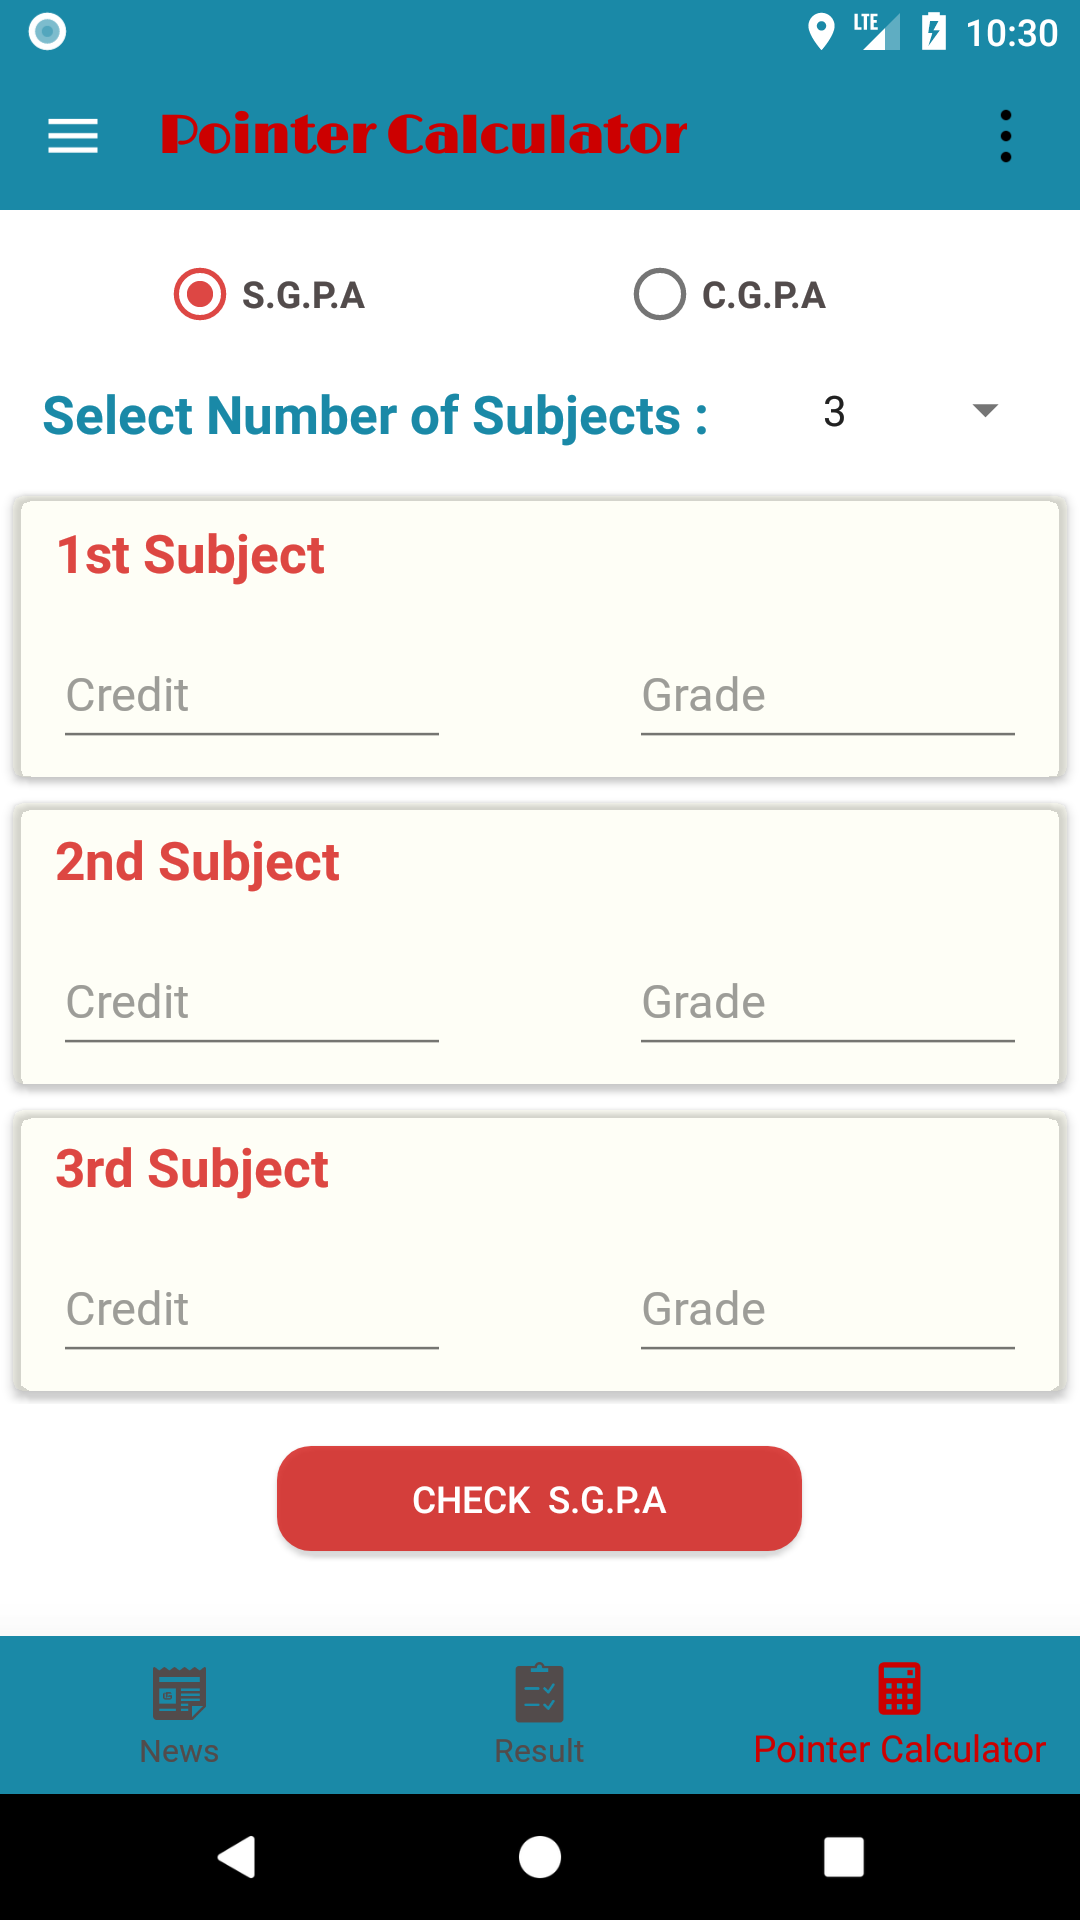 LTE 10:30
Pointer Calculator
S.G.P.A C.G.P.A
Select Number of Subjects : 3
1st Subject
Credit Grade
2nd Subject
Credit Grade
3rd Subject
Credit Grade
CHECK S.G.P.A
News Result Pointer Calculator